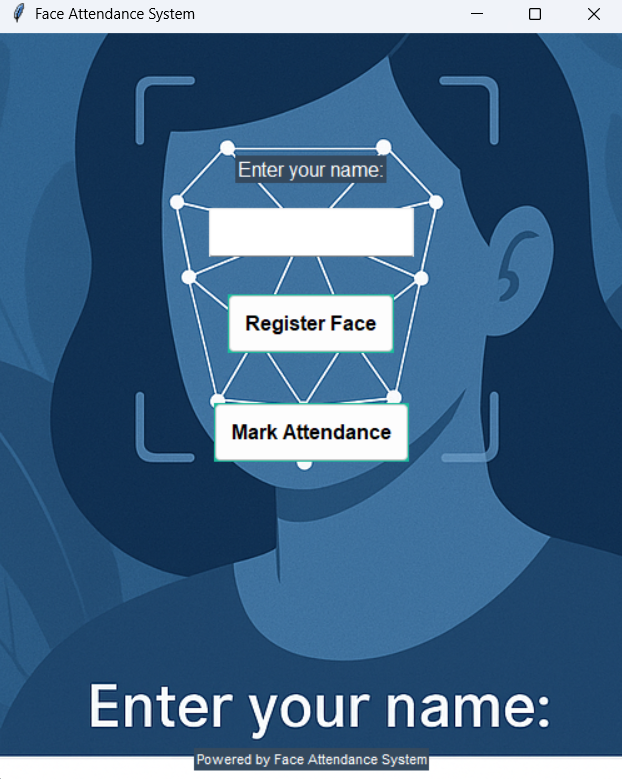 Face Attendance System
Enter your name:
Register Face
Mark Attendance
Enter your name:
Powered by Face Attendance System